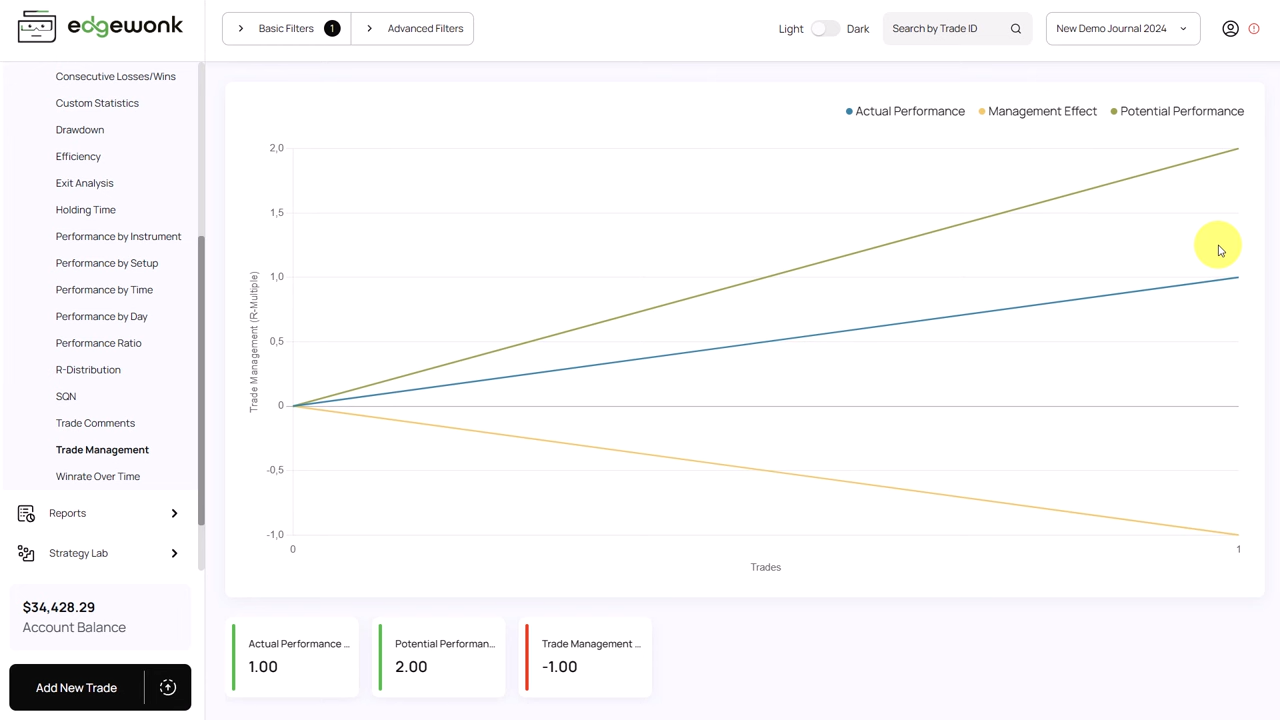 edgewonk
Basic Filters 1
Advanced Filters
Light Dark
Search by Trade ID
New Demo Journal 2024
Consecutive Losses/Wins
Custom Statistics
Drawdown
Efficiency
Exit Analysis
Holding Time
Performance by Instrument
Performance by Setup
Performance by Time
Performance by Day
Performance Ratio
R-Distribution
SQN
Trade Comments
Trade Management
Winrate Over Time
Reports
Strategy Lab
$34,428.29
Account Balance
Add New Trade
Actual Performance Management Effect Potential Performance
Trade Management (R-Multiple)
2,0
1,5
1,0
0,5
0
-0,5
-1,0
0 1
Trades
Actual Performance ...
1.00
Potential Performan...
2.00
Trade Management ...
-1.00